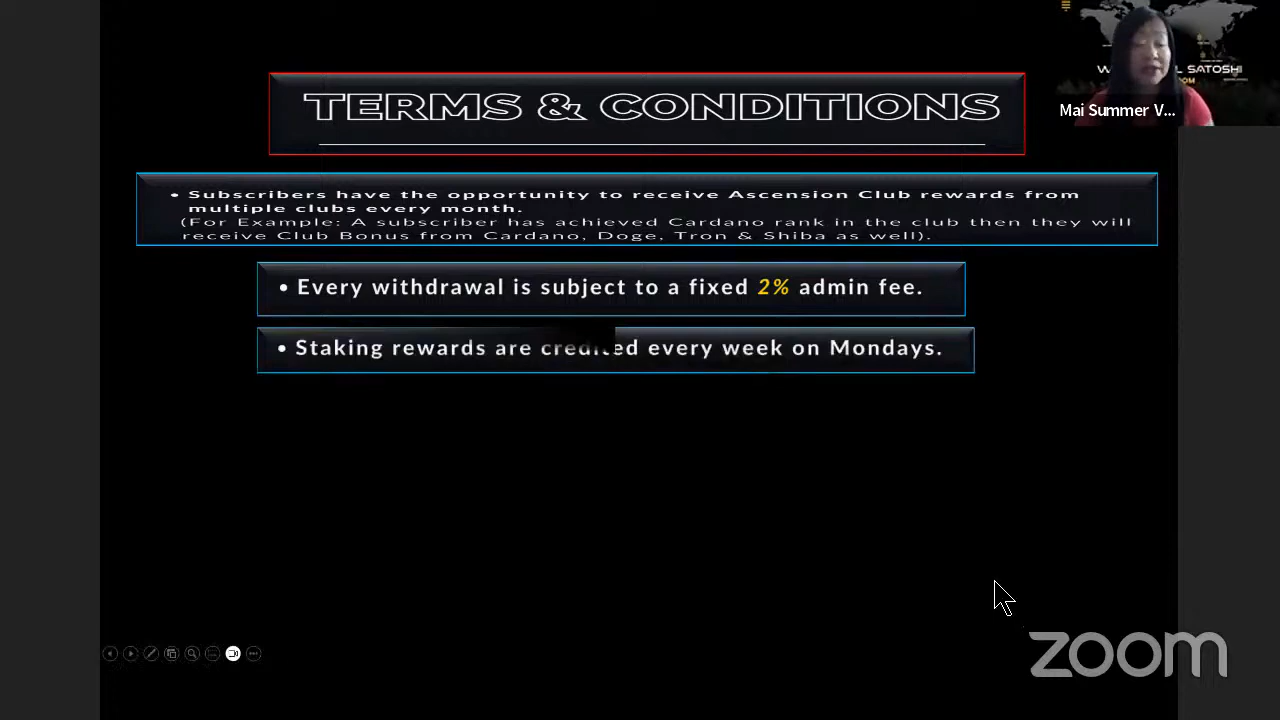 SATOSHI
Mai Summer V...
TERMS & CONDITIONS
• Subscribers have the opportunity to receive Ascension Club rewards from
multiple clubs every month.
(For Example: A subscriber has achieved Cardano rank in the club then they will
receive Club Bonus from Cardano, Doge, Tron & Shiba as well).
• Every withdrawal is subject to a fixed 2% admin fee.
• Staking rewards are credited every week on Mondays.
zoom